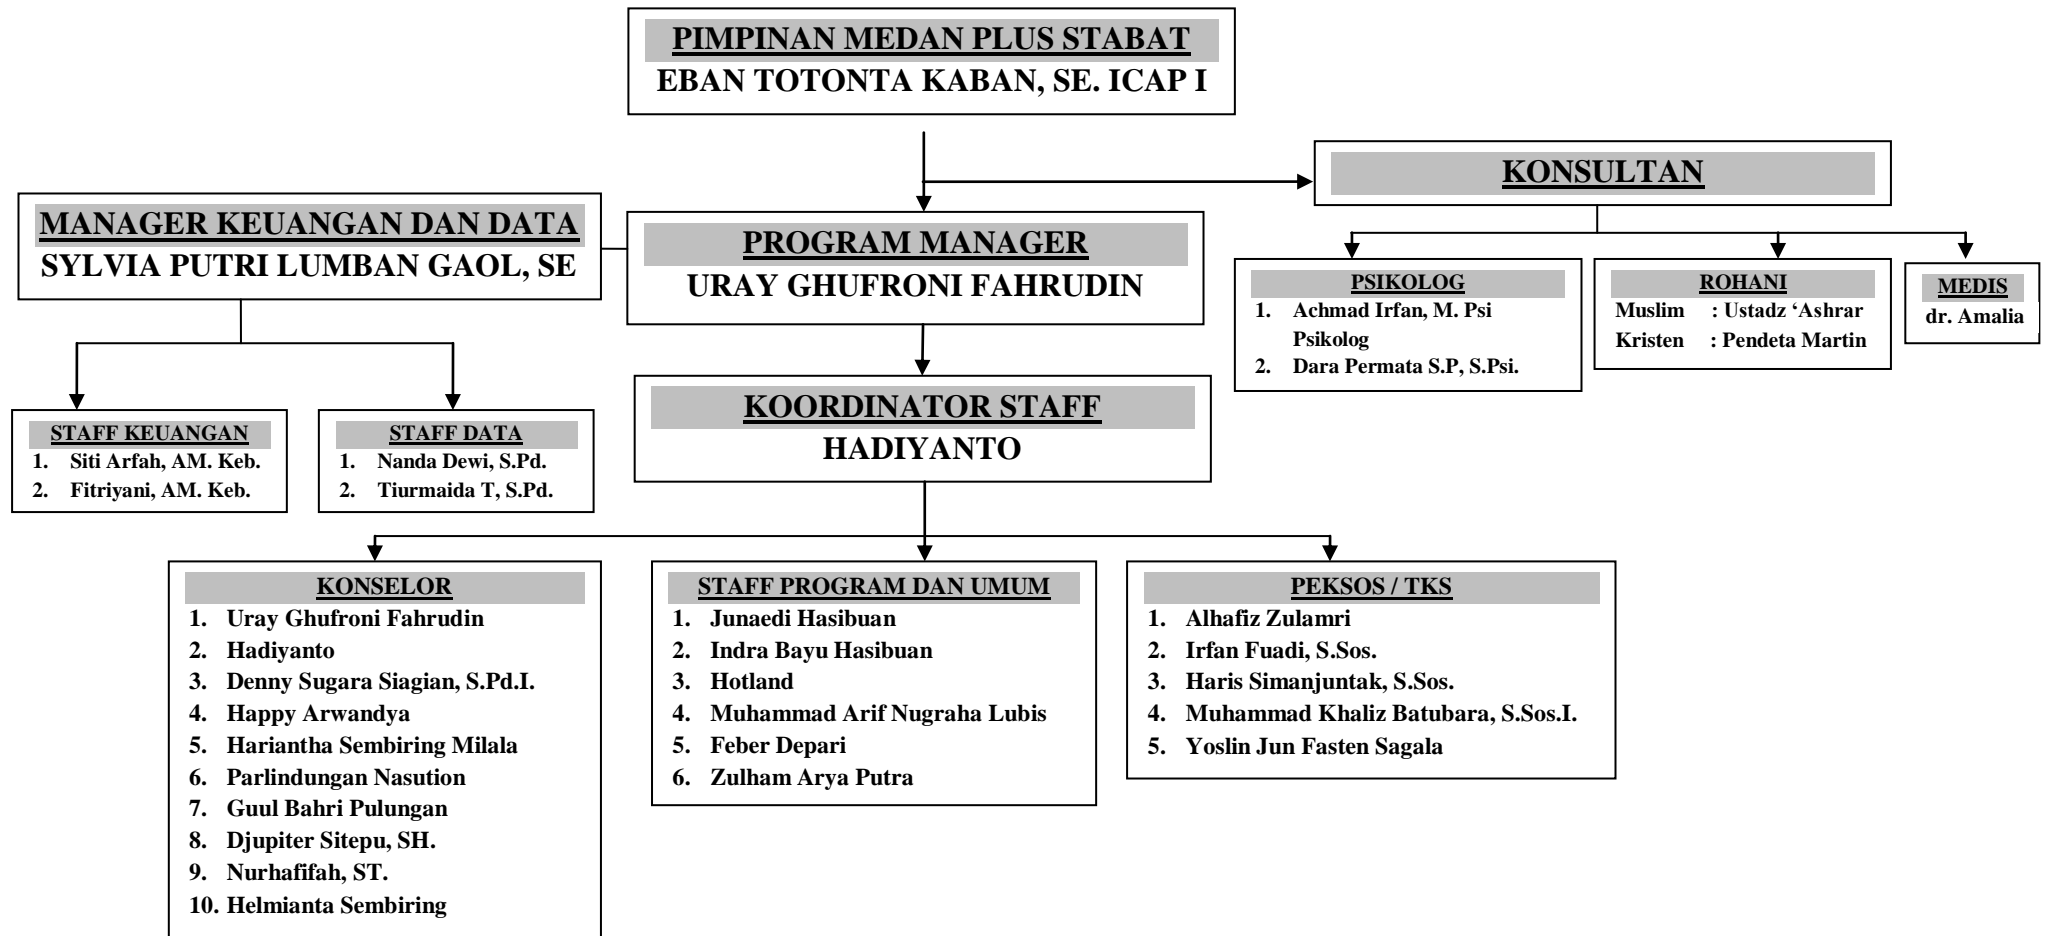 PIMPINAN MEDAN PLUS STABAT
EBAN TOTONTA KABAN, SE. ICAP I
KONSULTAN
MANAGER KEUANGAN DAN DATA
SYLVIA PUTRI LUMBAN GAOL, SE
PROGRAM MANAGER
URAY GHUFRONI FAHRUDIN
PSIKOLOG
1. Achmad Irfan, M. Psi
Psikolog
2. Dara Permata S.P, S.Psi.
ROHANI
Muslim : Ustadz ‘Ashrar
Kristen : Pendeta Martin
MEDIS
dr. Amalia
KOORDINATOR STAFF
HADIYANTO
STAFF KEUANGAN
1. Siti Arfah, AM. Keb.
2. Fitriyani, AM. Keb.
STAFF DATA
1. Nanda Dewi, S.Pd.
2. Tiurmaida T, S.Pd.
KONSELOR
1. Uray Ghufroni Fahrudin
2. Hadiyanto
3. Denny Sugara Siagian, S.Pd.I.
4. Happy Arwandya
5. Hariantha Sembiring Milala
6. Parlindungan Nasution
7. Guul Bahri Pulungan
8. Djupiter Sitepu, SH.
9. Nurhafifah, ST.
10. Helmianta Sembiring
STAFF PROGRAM DAN UMUM
1. Junaedi Hasibuan
2. Indra Bayu Hasibuan
3. Hotland
4. Muhammad Arif Nugraha Lubis
5. Feber Depari
6. Zulham Arya Putra
PEKSOS / TKS
1. Alhafiz Zulamri
2. Irfan Fuadi, S.Sos.
3. Haris Simanjuntak, S.Sos.
4. Muhammad Khaliz Batubara, S.Sos.I.
5. Yoslin Jun Fasten Sagala